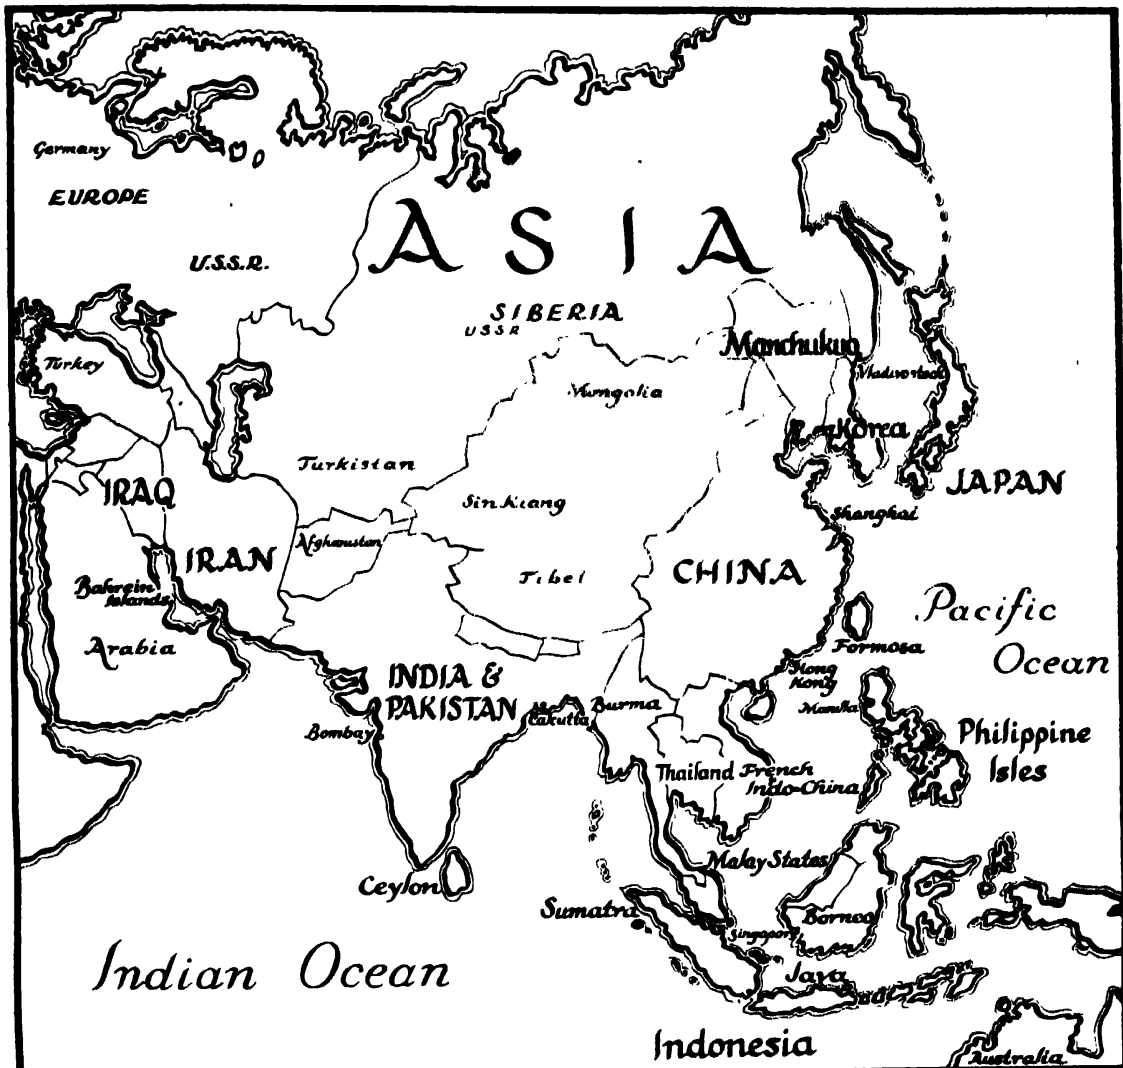 Germany
EUROPE
ASIA
U.S.S.R.
SIBERIA
USSR
Manchukuo
Turkey
Vladivostock
Mongolia
Korea
Turkistan
IRAQ
JAPAN
Sin Kiang
Shanghai
Afghanistan
IRAN
Tibet
CHINA
Bahrein
Islands
Pacific
Ocean
Arabia
Formosa
Hong
Kong
INDIA &
PAKISTAN
Burma
Calcutta
Bombay
Philippine
Isles
Thailand
French
Indo-China
Malay States
Ceylon
Sumatra
Borneo
Singapore
Indian Ocean
Java
Indonesia
Australia